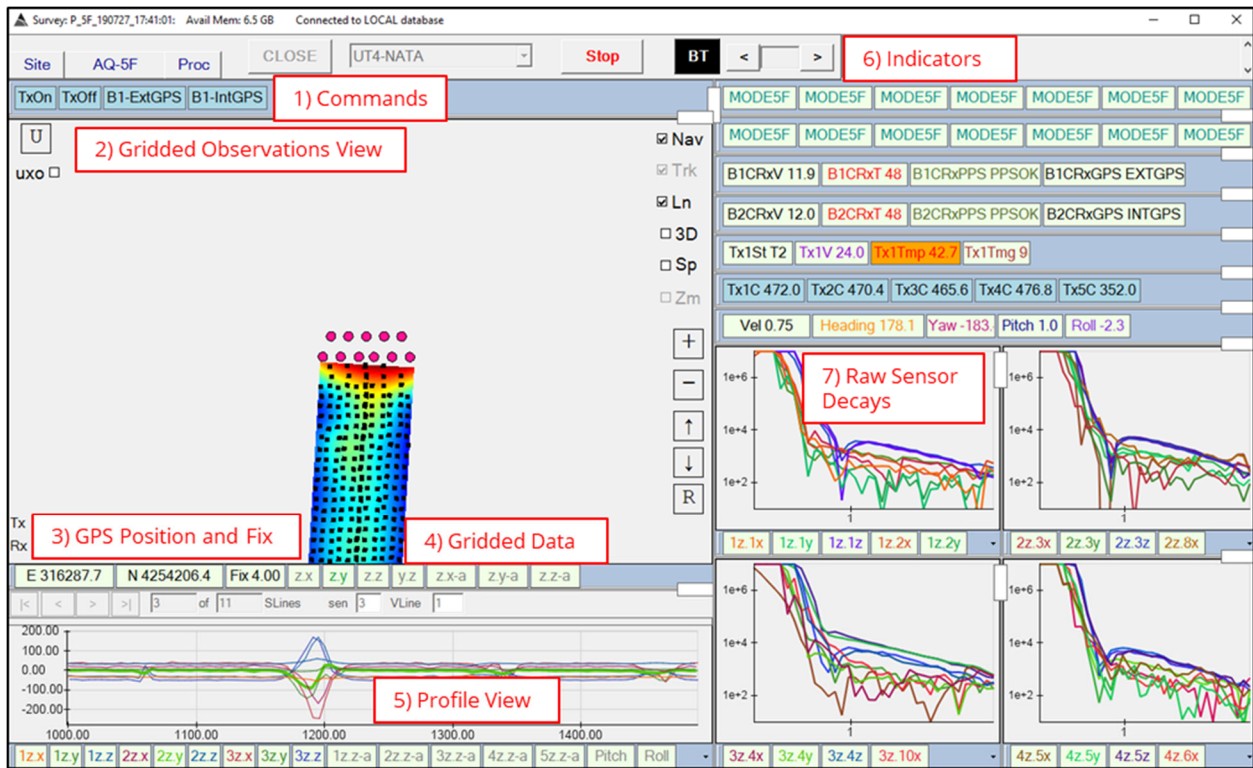 Survey: P_5F_190727_17:41:01: Avail Mem: 6.5 GB Connected to LOCAL database
Site AQ-5F Proc CLOSE UT4-NATA Stop BT < > 6) Indicators
TxOn TxOff B1-ExtGPS B1-IntGPS 1) Commands
U 2) Gridded Observations View
uxo
Nav
Trk
Ln
3D
Sp
Zm
+
−
↑
↓
R
Tx
Rx
3) GPS Position and Fix 4) Gridded Data
E 316287.7 N 4254206.4 Fix 4.00 z.x z.y z.z y.z z.x-a z.y-a z.z-a
|< < > >| 3 of 11 SLines sen 3 VLine 1
200.00
100.00
0.00
-100.00
-200.00
5) Profile View
1000.00 1100.00 1200.00 1300.00 1400.00
1z.x 1z.y 1z.z 2z.x 2z.y 2z.z 3z.x 3z.y 3z.z 1z.z-a 2z.z-a 3z.z-a 4z.z-a 5z.z-a Pitch Roll
MODE5F MODE5F MODE5F MODE5F MODE5F MODE5F MODE5F
MODE5F MODE5F MODE5F MODE5F MODE5F MODE5F MODE5F
B1CRxV 11.9 B1CRxT 48 B1CRxPPS PPSOK B1CRxGPS EXTGPS
B2CRxV 12.0 B2CRxT 48 B2CRxPPS PPSOK B2CRxGPS INTGPS
Tx1St T2 Tx1V 24.0 Tx1Tmp 42.7 Tx1Tmg 9
Tx1C 472.0 Tx2C 470.4 Tx3C 465.6 Tx4C 476.8 Tx5C 352.0
Vel 0.75 Heading 178.1 Yaw -183. Pitch 1.0 Roll -2.3
7) Raw Sensor
Decays
1e+6
1e+4
1e+2
1
1z.1x 1z.1y 1z.1z 1z.2x 1z.2y
1e+6
1e+4
1e+2
1
2z.3x 2z.3y 2z.3z 2z.8x
1e+6
1e+4
1e+2
1
3z.4x 3z.4y 3z.4z 3z.10x
1e+6
1e+4
1e+2
1
4z.5x 4z.5y 4z.5z 4z.6x